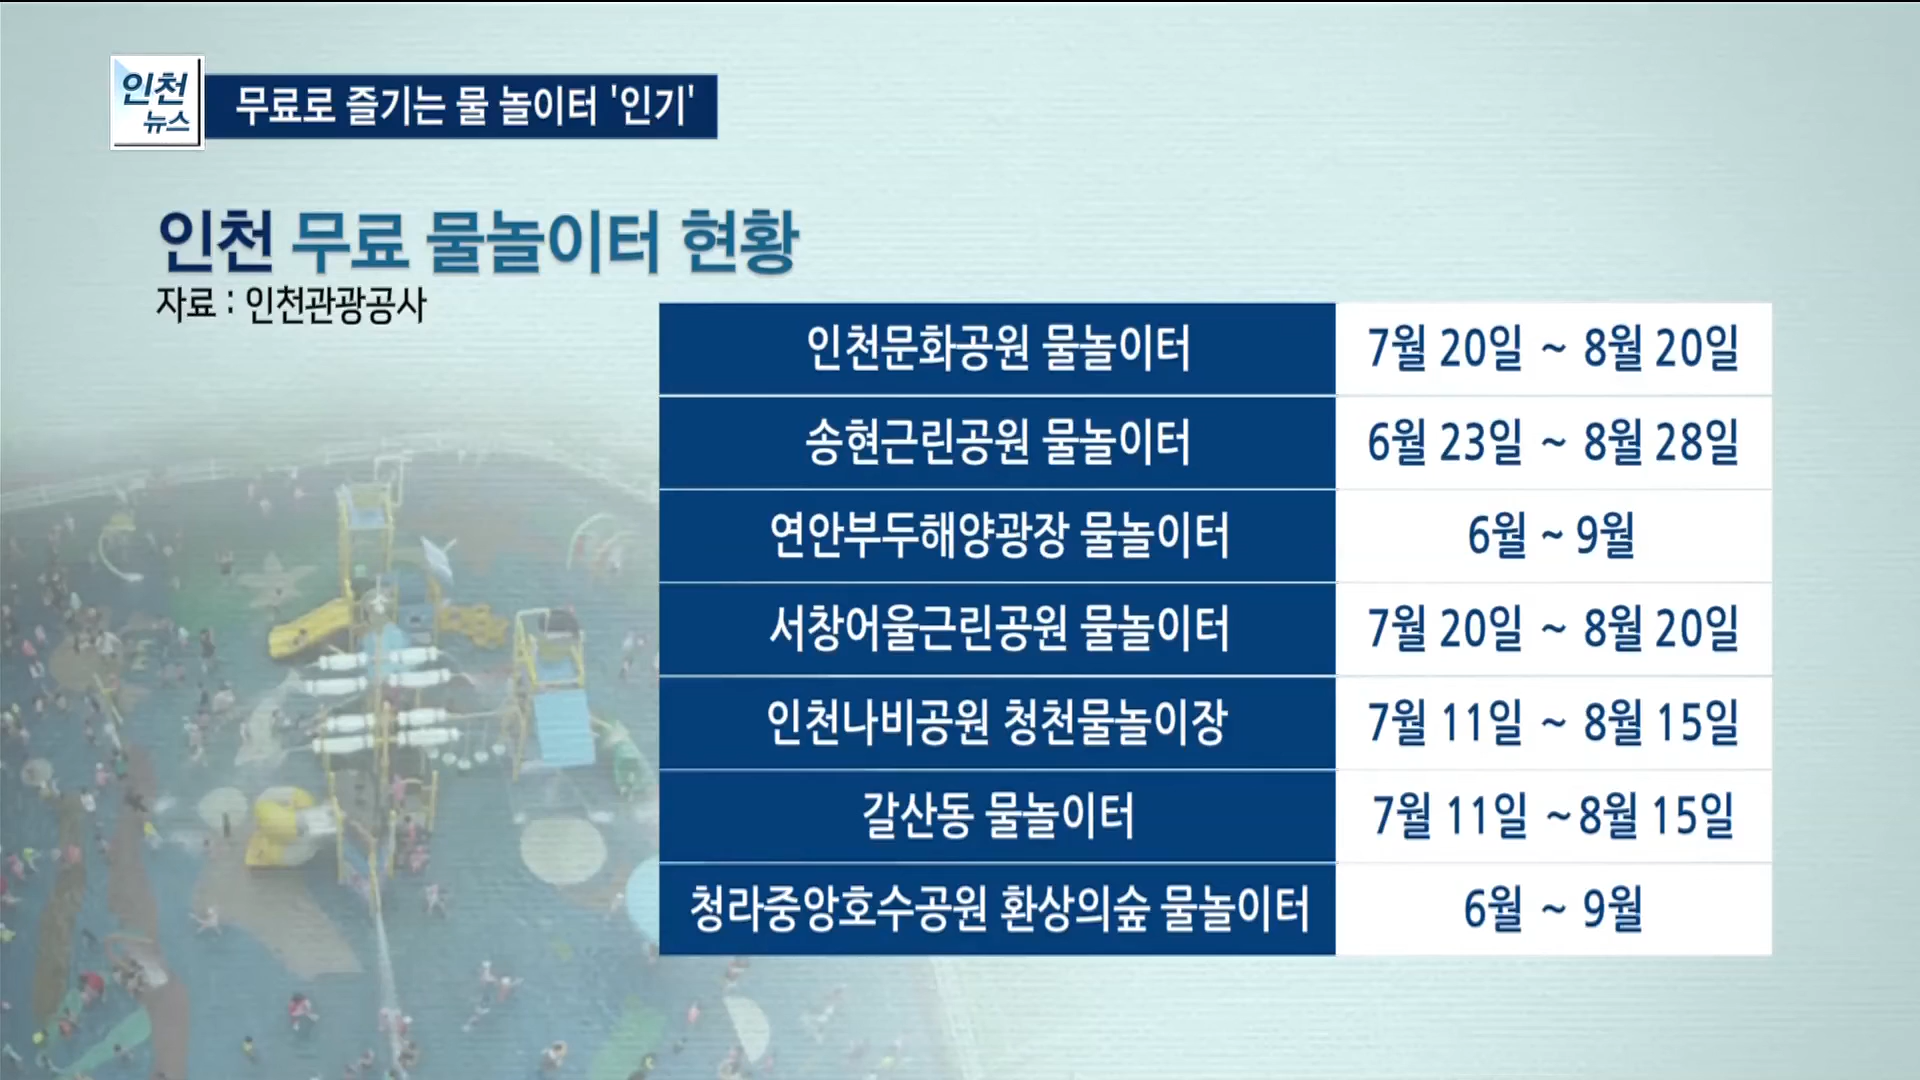 인천
뉴스
무료로 즐기는 물 놀이터 '인기'
인천 무료 물놀이터 현황
자료 : 인천관광공사
인천문화공원 물놀이터 7월 20일 ~ 8월 20일
송현근린공원 물놀이터 6월 23일 ~ 8월 28일
연안부두해양광장 물놀이터 6월 ~ 9월
서창어울근린공원 물놀이터 7월 20일 ~ 8월 20일
인천나비공원 청천물놀이장 7월 11일 ~ 8월 15일
갈산동 물놀이터 7월 11일 ~8월 15일
청라중앙호수공원 환상의숲 물놀이터 6월 ~ 9월